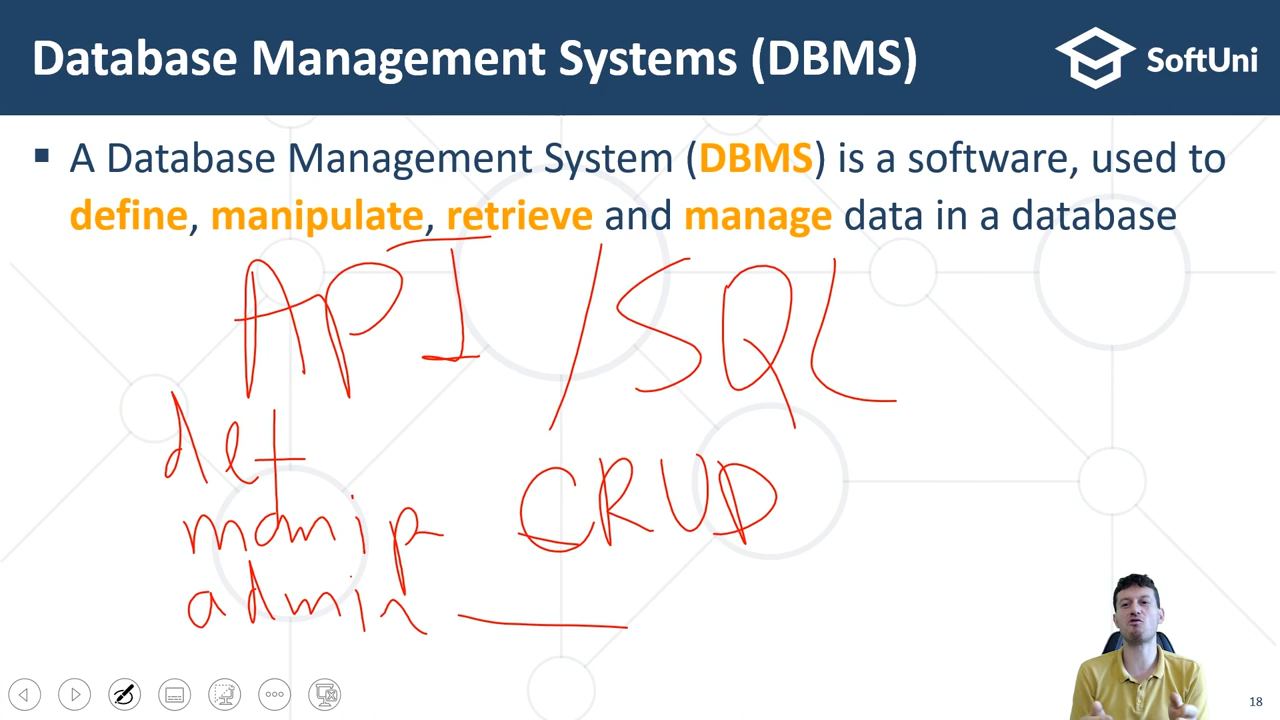 Database Management Systems (DBMS)
SoftUni
▪ A Database Management System (DBMS) is a software, used to
define, manipulate, retrieve and manage data in a database
API / SQL
def
manip CRUD
admin
18